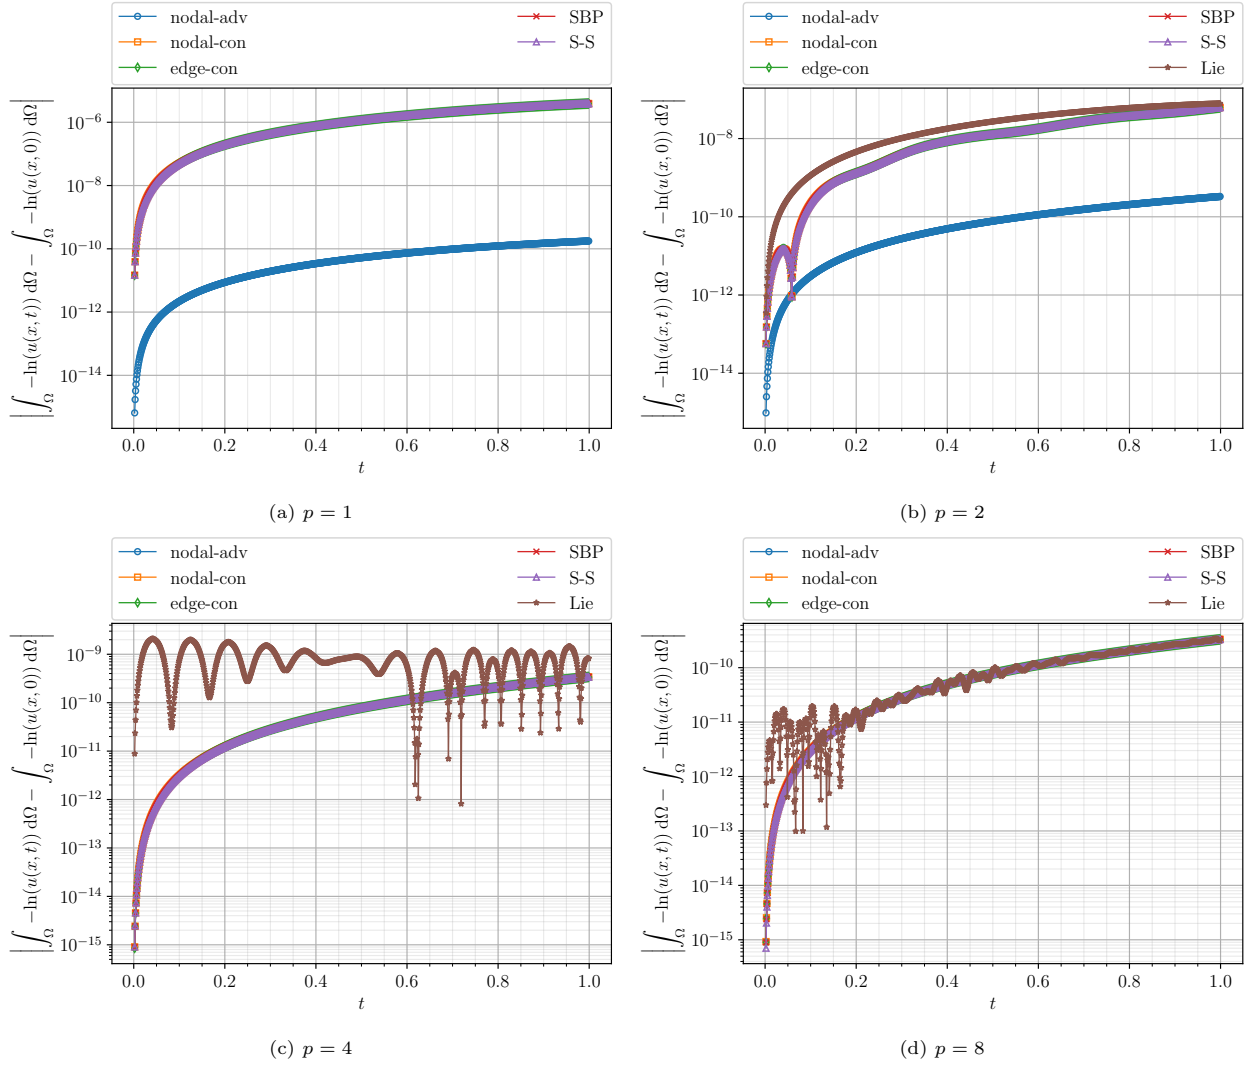 nodal-adv
nodal-con
edge-con
SBP
S-S
|∫_Ω −ln(u(x, t)) dΩ − ∫_Ω −ln(u(x, 0)) dΩ|
10⁻⁶
10⁻⁸
10⁻¹⁰
10⁻¹²
10⁻¹⁴
0.0 0.2 0.4 0.6 0.8 1.0
t
(a) p = 1
nodal-adv
nodal-con
edge-con
SBP
S-S
Lie
|∫_Ω −ln(u(x, t)) dΩ − ∫_Ω −ln(u(x, 0)) dΩ|
10⁻⁸
10⁻¹⁰
10⁻¹²
10⁻¹⁴
0.0 0.2 0.4 0.6 0.8 1.0
t
(b) p = 2
nodal-adv
nodal-con
edge-con
SBP
S-S
Lie
|∫_Ω −ln(u(x, t)) dΩ − ∫_Ω −ln(u(x, 0)) dΩ|
10⁻⁹
10⁻¹⁰
10⁻¹¹
10⁻¹²
10⁻¹³
10⁻¹⁴
10⁻¹⁵
0.0 0.2 0.4 0.6 0.8 1.0
t
(c) p = 4
nodal-adv
nodal-con
edge-con
SBP
S-S
Lie
|∫_Ω −ln(u(x, t)) dΩ − ∫_Ω −ln(u(x, 0)) dΩ|
10⁻¹⁰
10⁻¹¹
10⁻¹²
10⁻¹³
10⁻¹⁴
10⁻¹⁵
0.0 0.2 0.4 0.6 0.8 1.0
t
(d) p = 8